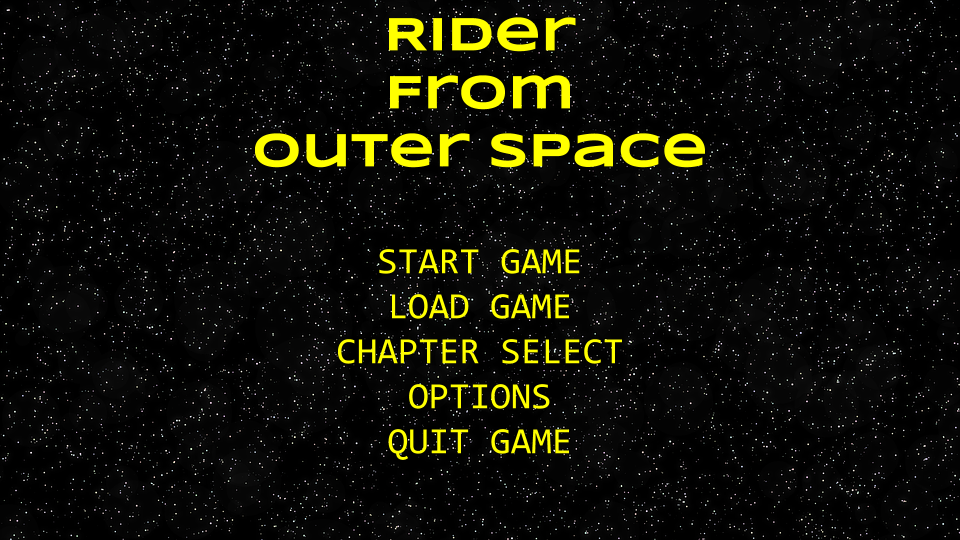 RIDer
From
OUTer SPace
START GAME
LOAD GAME
CHAPTER SELECT
OPTIONS
QUIT GAME